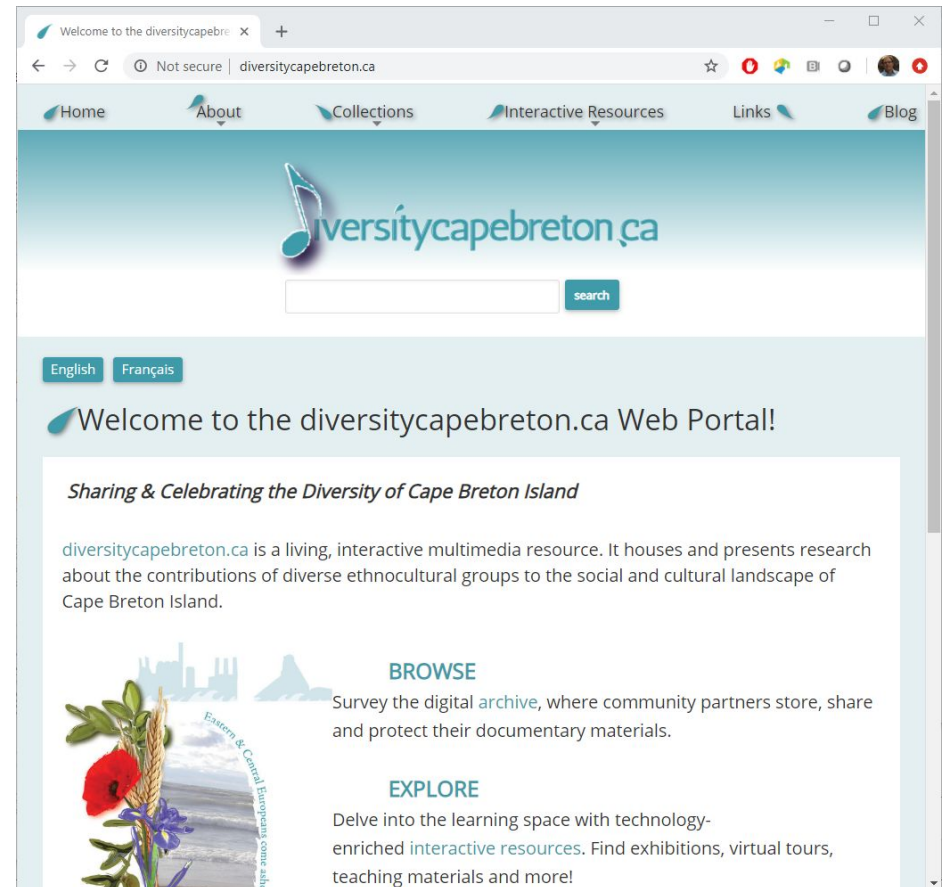 Welcome to the diversitycapebre
Not secure | diversitycapebreton.ca
Home About Collections Interactive Resources Links Blog
iversitycapebreton.ca
search
English Français
Welcome to the diversitycapebreton.ca Web Portal!
Sharing & Celebrating the Diversity of Cape Breton Island
diversitycapebreton.ca is a living, interactive multimedia resource. It houses and presents research
about the contributions of diverse ethnocultural groups to the social and cultural landscape of
Cape Breton Island.
BROWSE
Survey the digital archive, where community partners store, share
and protect their documentary materials.
Eastern & Central Europeans come
EXPLORE
Delve into the learning space with technology-
enriched interactive resources. Find exhibitions, virtual tours,
teaching materials and more!